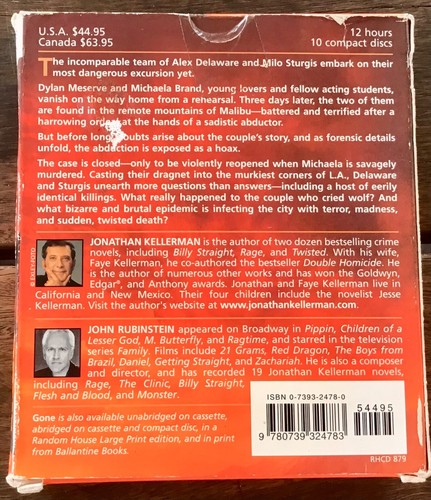 U.S.A. $44.95
Canada $63.95
12 hours
10 compact discs
The incomparable team of Alex Delaware and Milo Sturgis embark on their
most dangerous excursion yet.
Dylan Meserve and Michaela Brand, young lovers and fellow acting students,
vanish on the way home from a rehearsal. Three days later, the two of them
are found in the remote mountains of Malibu—battered and terrified after a
harrowing ordeal at the hands of a sadistic abductor.
But before long doubts arise about the couple's story, and as forensic details
unfold, the abduction is exposed as a hoax.
The case is closed—only to be violently reopened when Michaela is savagely
murdered. Casting their dragnet into the murkiest corners of L.A., Delaware
and Sturgis unearth more questions than answers—including a host of eerily
identical killings. What really happened to the couple who cried wolf? And
what bizarre and brutal epidemic is infecting the city with terror, madness,
and sudden, twisted death?
JONATHAN KELLERMAN is the author of two dozen bestselling crime
novels, including Billy Straight, Rage, and Twisted. With his wife,
Faye Kellerman, he co-authored the bestseller Double Homicide. He
is the author of numerous other works and has won the Goldwyn,
Edgar®, and Anthony awards. Jonathan and Faye Kellerman live in
California and New Mexico. Their four children include the novelist Jesse
Kellerman. Visit the author's website at www.jonathankellerman.com.
JOHN RUBINSTEIN appeared on Broadway in Pippin, Children of a
Lesser God, M. Butterfly, and Ragtime, and starred in the television
series Family. Films include 21 Grams, Red Dragon, The Boys from
Brazil, Daniel, Getting Straight, and Zachariah. He is also a composer
and director, and has recorded 19 Jonathan Kellerman novels,
including Rage, The Clinic, Billy Straight,
Flesh and Blood, and Monster.
Gone is also available unabridged on cassette,
abridged on cassette and compact disc, in a
Random House Large Print edition, and in print
from Ballantine Books.
ISBN 0-7393-2478-0
54495
9 780739 324783
RHCD 879